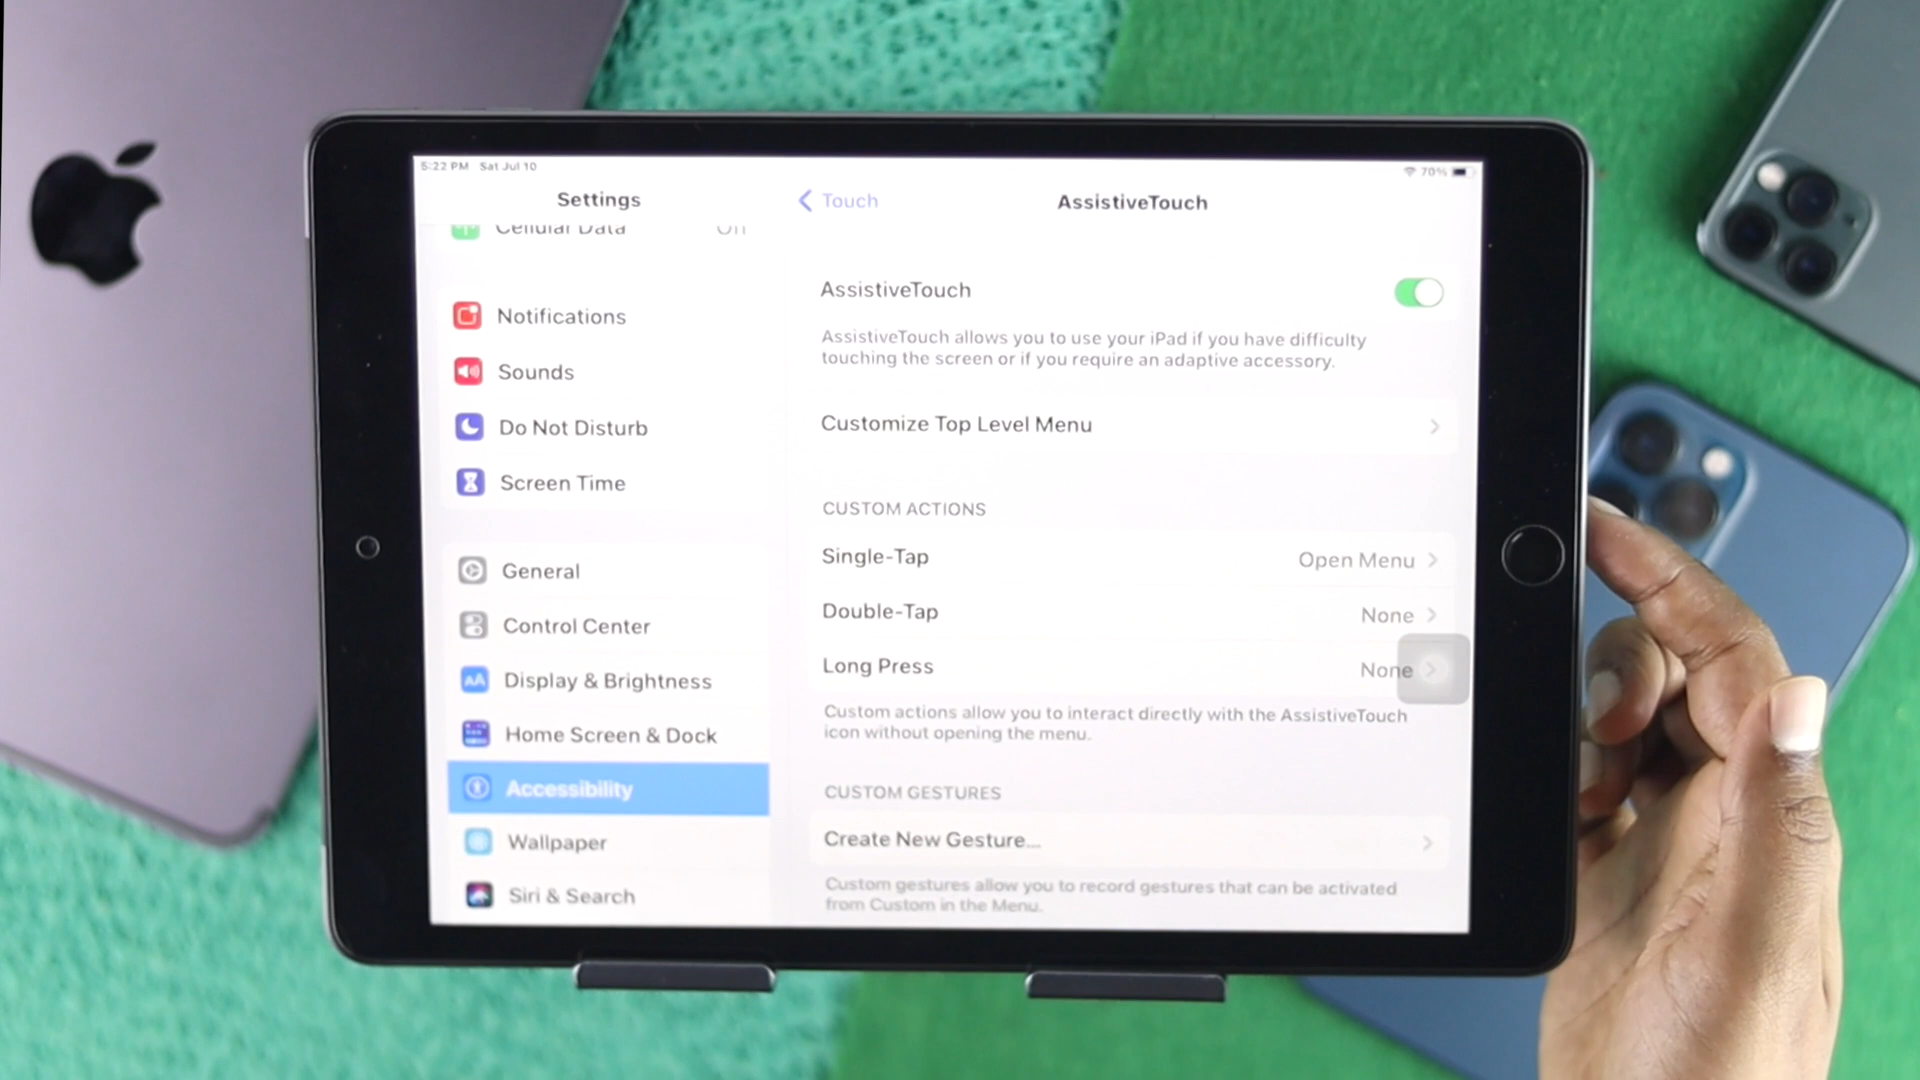 5:22 PM Sat Jul 10
70%
Settings
Cellular Data
Notifications
Sounds
Do Not Disturb
Screen Time
General
Control Center
AA Display & Brightness
Home Screen & Dock
Accessibility
Wallpaper
Siri & Search
Touch
AssistiveTouch
AssistiveTouch
AssistiveTouch allows you to use your iPad if you have difficulty
touching the screen or if you require an adaptive accessory.
Customize Top Level Menu
CUSTOM ACTIONS
Single-Tap Open Menu
Double-Tap None
Long Press None
Custom actions allow you to interact directly with the AssistiveTouch
icon without opening the menu.
CUSTOM GESTURES
Create New Gesture...
Custom gestures allow you to record gestures that can be activated
from Custom in the Menu.